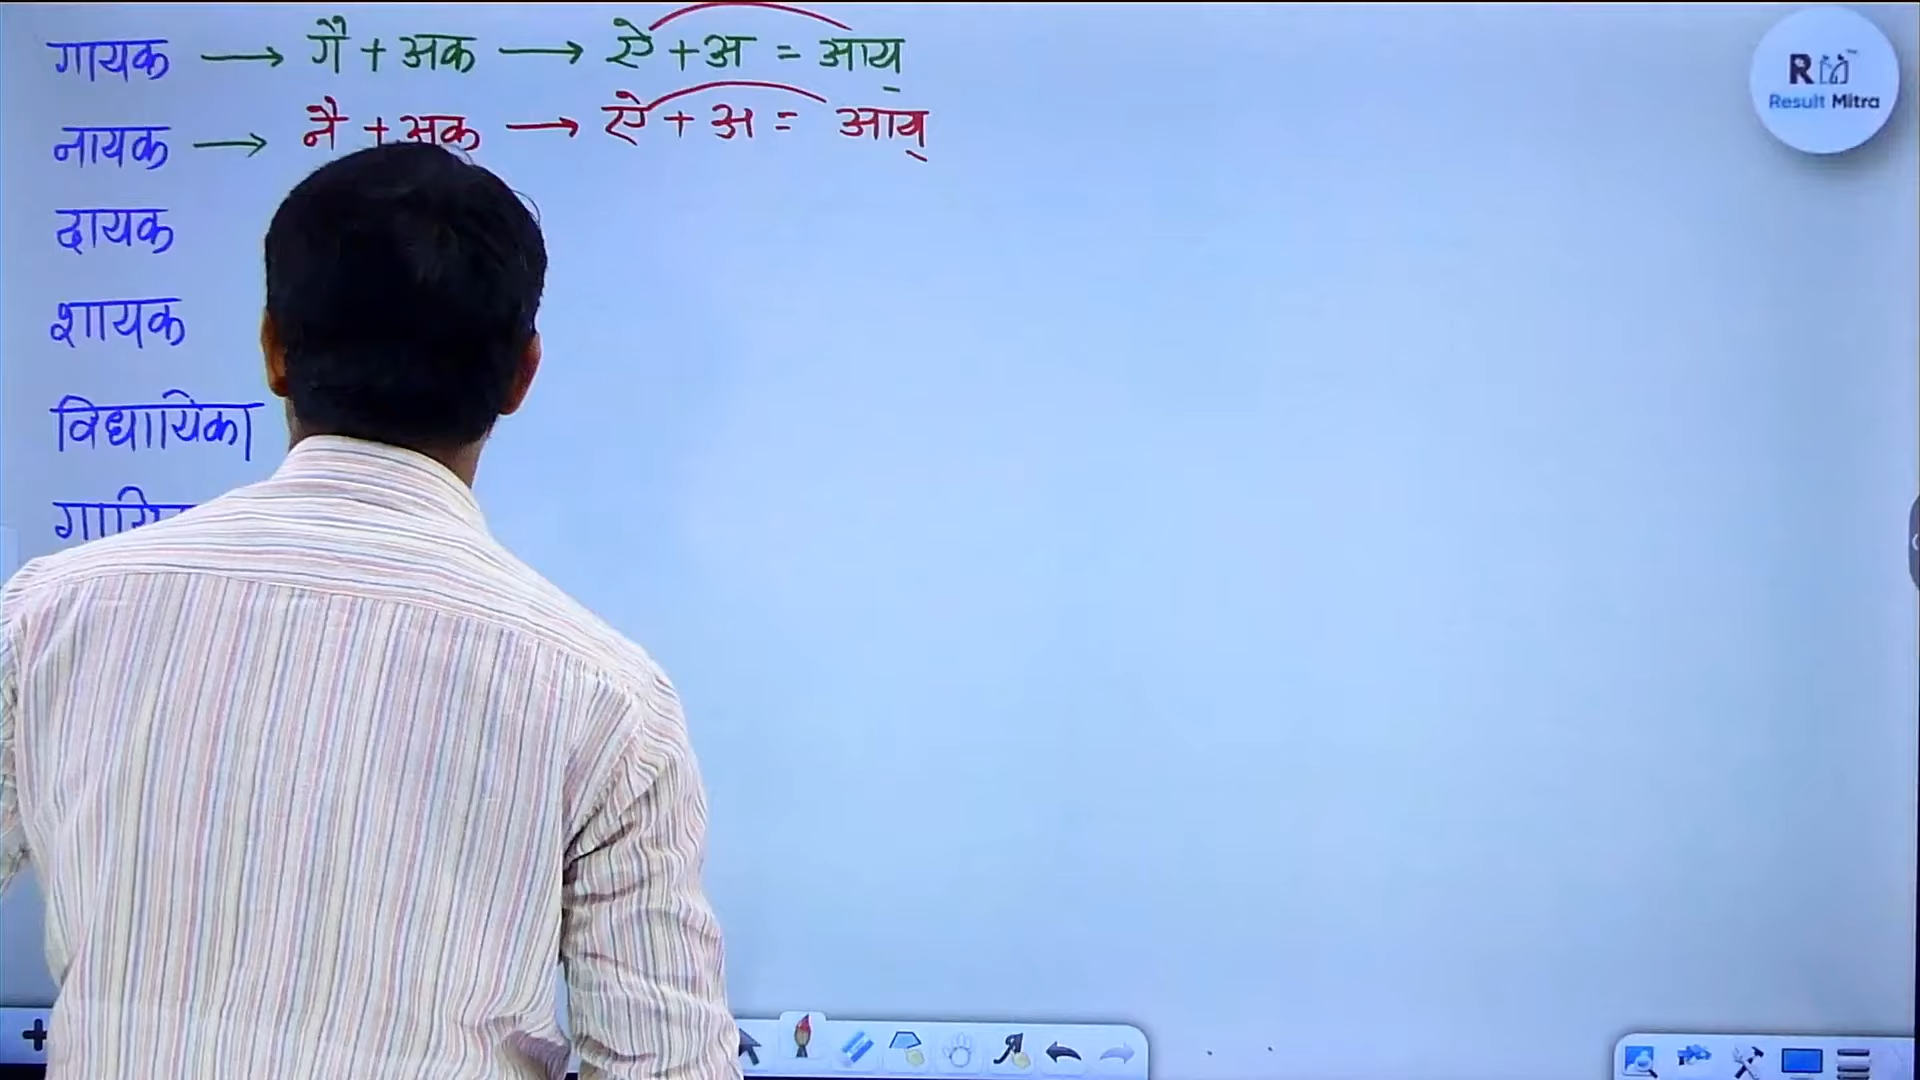 गायक → गै + अक → ऐ + अ = आय्
नायक → नै + अक → ऐ + अ = आय्
दायक
शायक
विधायिका
R
Result Mitra